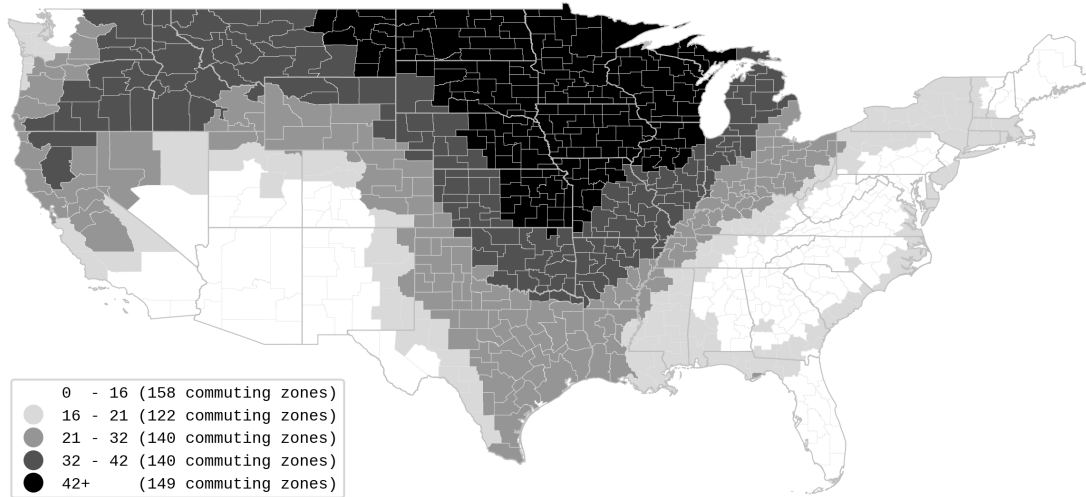 0 - 16 (158 commuting zones)
16 - 21 (122 commuting zones)
21 - 32 (140 commuting zones)
32 - 42 (140 commuting zones)
42+ (149 commuting zones)